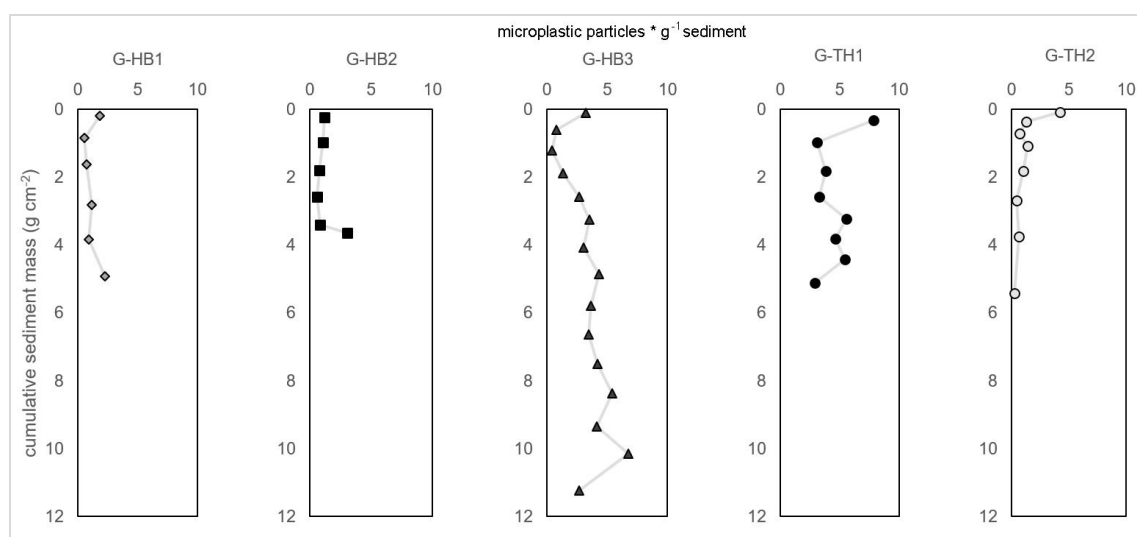 microplastic particles * g⁻¹ sediment
G-HB1 G-HB2 G-HB3 G-TH1 G-TH2
0 5 10 0 5 10 0 5 10 0 5 10 0 5 10
0 0 0 0 0
2 2 2 2 2
4 4 4 4 4
6 6 6 6 6
8 8 8 8 8
10 10 10 10 10
12 12 12 12 12
cumulative sediment mass (g cm⁻²)